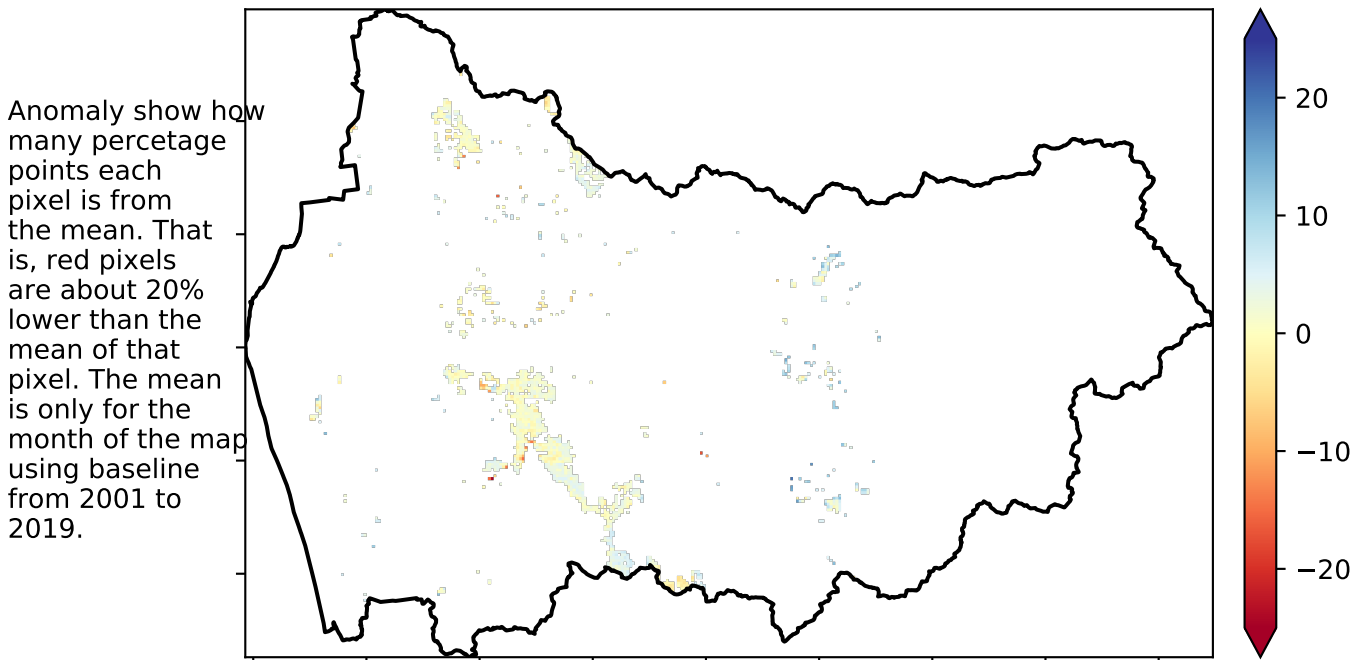 Anomaly show how
many percetage
points each
pixel is from
the mean. That
is, red pixels
are about 20%
lower than the
mean of that
pixel. The mean
is only for the
month of the map
using baseline
from 2001 to
2019.
20
10
0
−10
−20